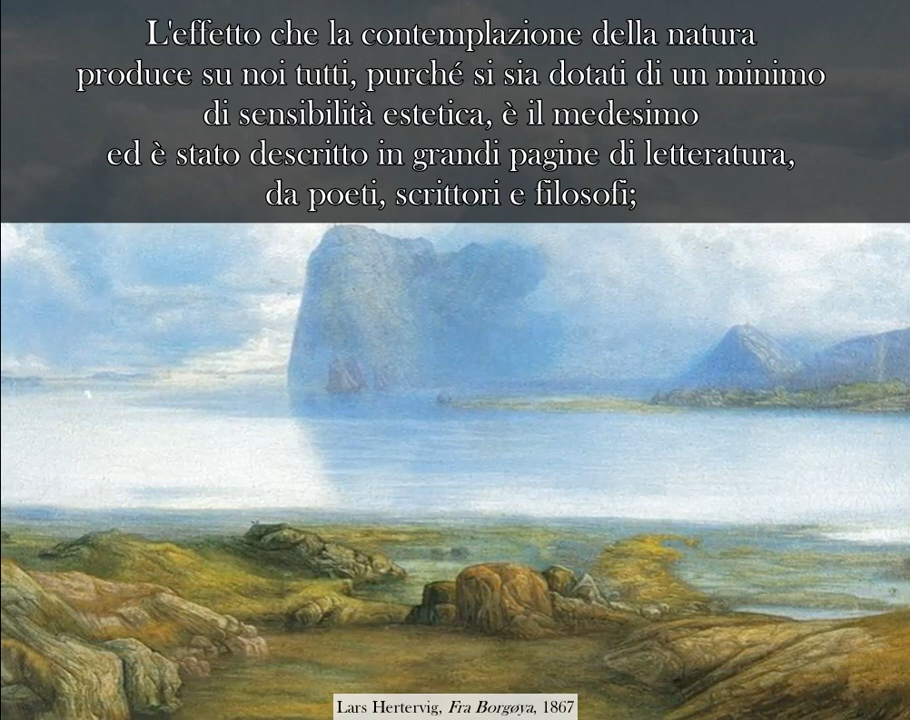 L'effetto che la contemplazione della natura
produce su noi tutti, purché si sia dotati di un minimo
di sensibilità estetica, è il medesimo
ed è stato descritto in grandi pagine di letteratura,
da poeti, scrittori e filosofi;
Lars Hertervig, Fra Borgøya, 1867